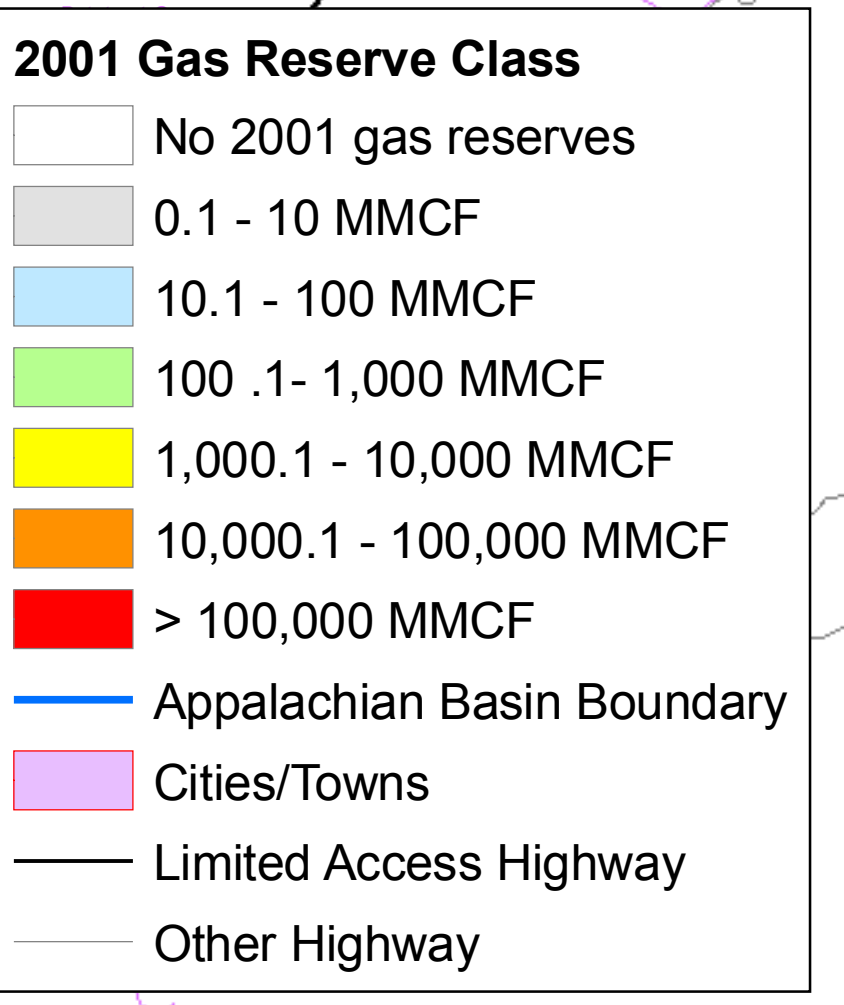 2001 Gas Reserve Class
No 2001 gas reserves
0.1 - 10 MMCF
10.1 - 100 MMCF
100 .1- 1,000 MMCF
1,000.1 - 10,000 MMCF
10,000.1 - 100,000 MMCF
> 100,000 MMCF
Appalachian Basin Boundary
Cities/Towns
Limited Access Highway
Other Highway